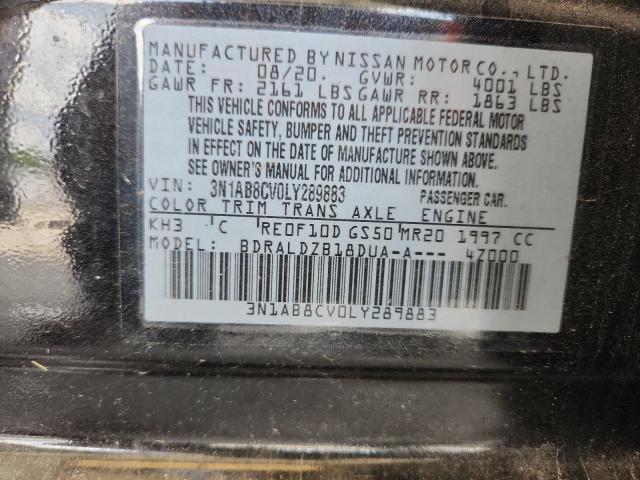 MANUFACTURED BY NISSAN MOTOR CO., LTD.
DATE: 08/20. GVWR: 4001 LBS
GAWR FR: 2161 LBS GAWR RR: 1863 LBS
THIS VEHICLE CONFORMS TO ALL APPLICABLE FEDERAL MOTOR
VEHICLE SAFETY, BUMPER AND THEFT PREVENTION STANDARDS
IN EFFECT ON THE DATE OF MANUFACTURE SHOWN ABOVE.
SEE OWNER'S MANUAL FOR ADDITIONAL INFORMATION.
VIN: 3N1AB8CV0LY289883 PASSENGER CAR
COLOR TRIM TRANS AXLE ENGINE
KH3 'C RE0F10D GS50 MR20 1997 CC
MODEL: BDRALDZB18DUA-A--- 4Z000
3N1AB8CV0LY289883